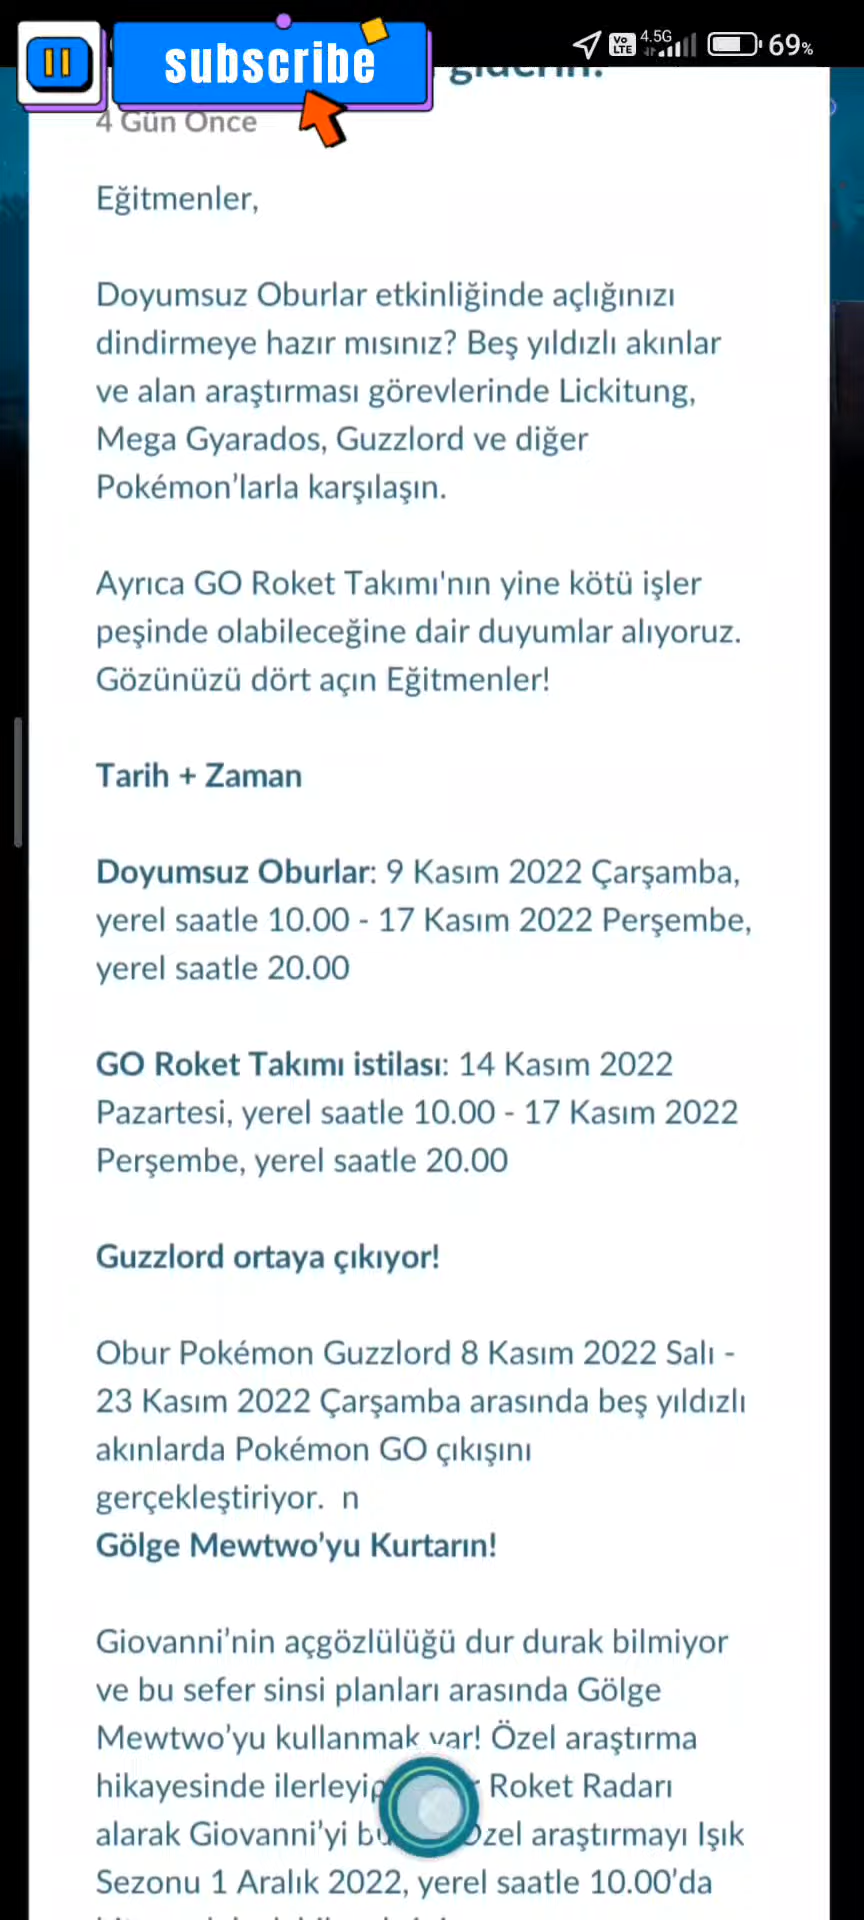 subscribe
4.5G
Vo
LTE
69%
4 Gün Önce
Eğitmenler,
Doyumsuz Oburlar etkinliğinde açlığınızı
dindirmeye hazır mısınız? Beş yıldızlı akınlar
ve alan araştırması görevlerinde Lickitung,
Mega Gyarados, Guzzlord ve diğer
Pokémon’larla karşılaşın.
Ayrıca GO Roket Takımı'nın yine kötü işler
peşinde olabileceğine dair duyumlar alıyoruz.
Gözünüzü dört açın Eğitmenler!
Tarih + Zaman
Doyumsuz Oburlar: 9 Kasım 2022 Çarşamba,
yerel saatle 10.00 - 17 Kasım 2022 Perşembe,
yerel saatle 20.00
GO Roket Takımı istilası: 14 Kasım 2022
Pazartesi, yerel saatle 10.00 - 17 Kasım 2022
Perşembe, yerel saatle 20.00
Guzzlord ortaya çıkıyor!
Obur Pokémon Guzzlord 8 Kasım 2022 Salı -
23 Kasım 2022 Çarşamba arasında beş yıldızlı
akınlarda Pokémon GO çıkışını
gerçekleştiriyor. n
Gölge Mewtwo’yu Kurtarın!
Giovanni’nin açgözlülüğü dur durak bilmiyor
ve bu sefer sinsi planları arasında Gölge
Mewtwo’yu kullanmak var! Özel araştırma
hikayesinde Roket Radarı
alarak Giovanni’yi Özel araştırmayı Işık
Sezonu 1 Aralık 2022, yerel saatle 10.00’da